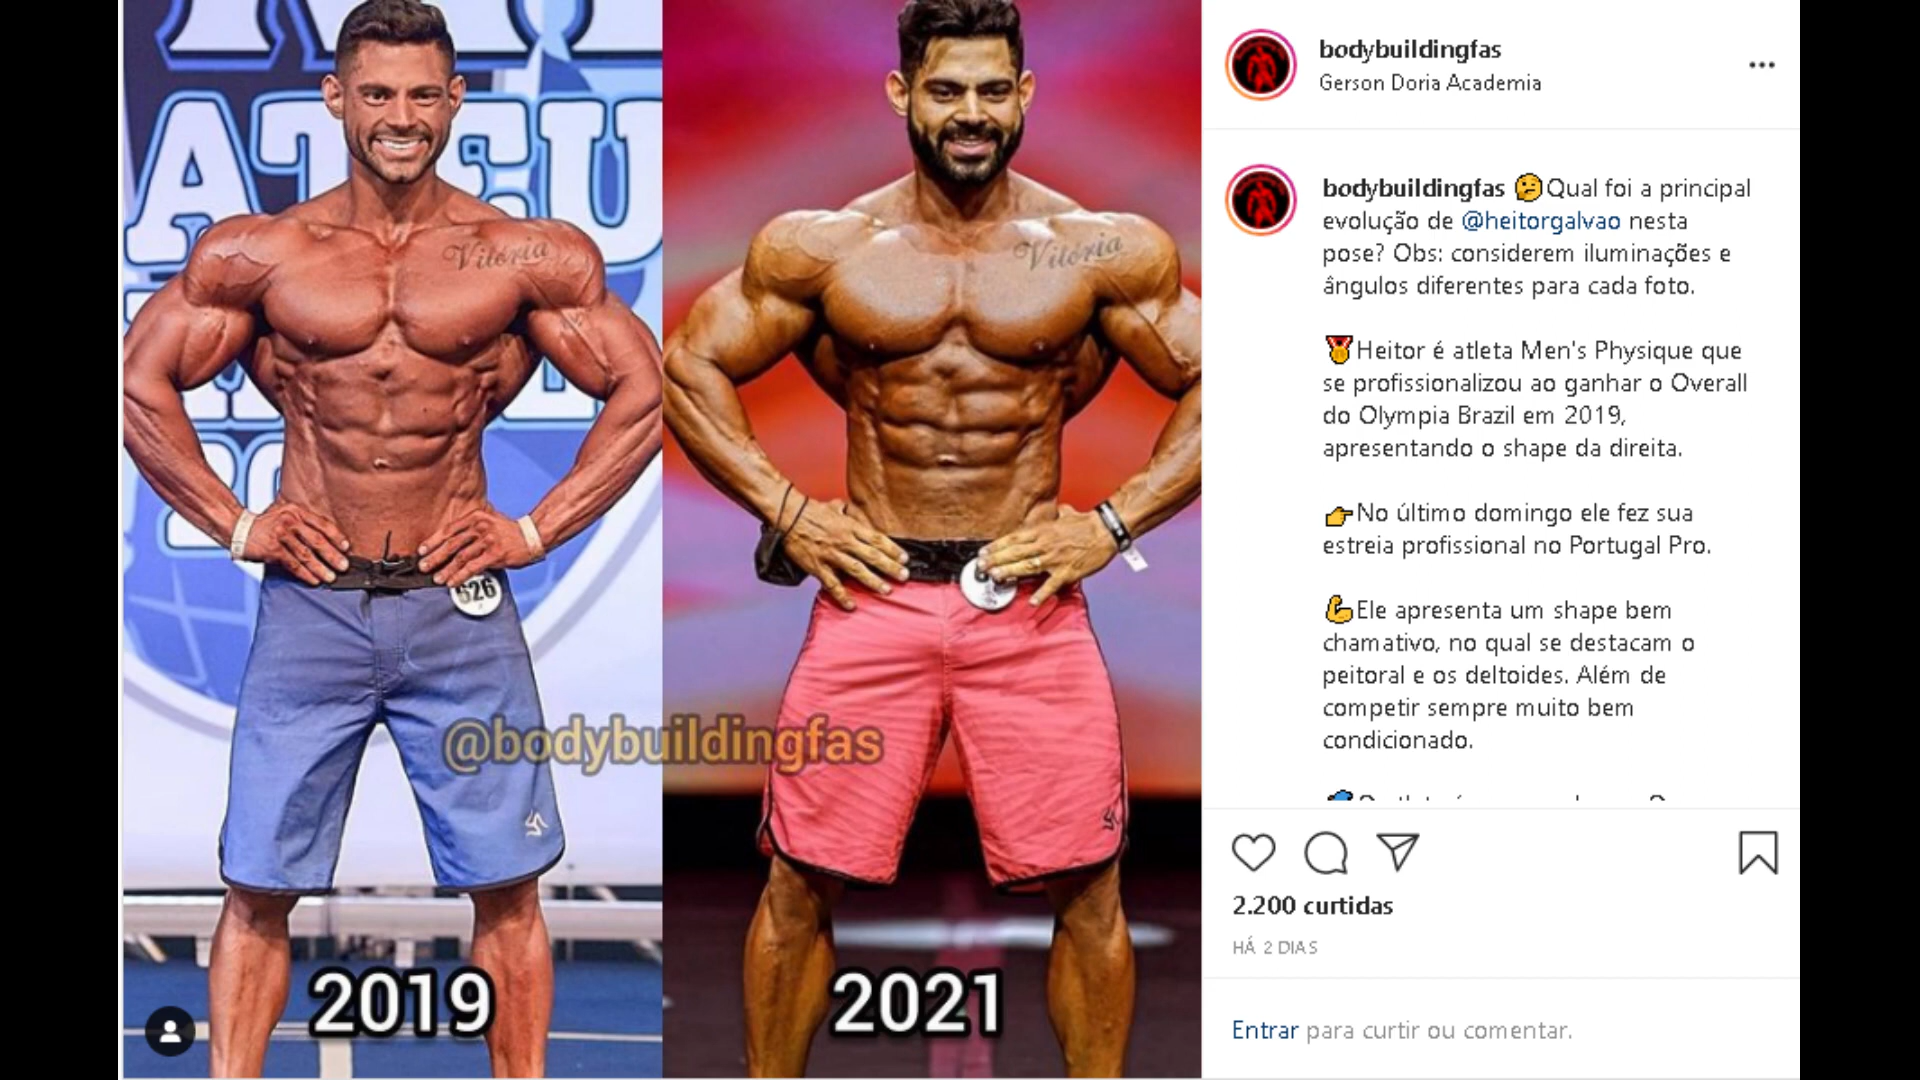 ATEU
Vitória
Vitória
626
@bodybuildingfas
2019
2021
bodybuildingfas
Gerson Doria Academia
bodybuildingfas 🤔Qual foi a principal
evolução de @heitorgalvao nesta
pose? Obs: considerem iluminações e
ângulos diferentes para cada foto.
🏅Heitor é atleta Men's Physique que
se profissionalizou ao ganhar o Overall
do Olympia Brazil em 2019,
apresentando o shape da direita.
👉No último domingo ele fez sua
estreia profissional no Portugal Pro.
💪Ele apresenta um shape bem
chamativo, no qual se destacam o
peitoral e os deltoides. Além de
competir sempre muito bem
condicionado.
2.200 curtidas
HÁ 2 DIAS
Entrar para curtir ou comentar.